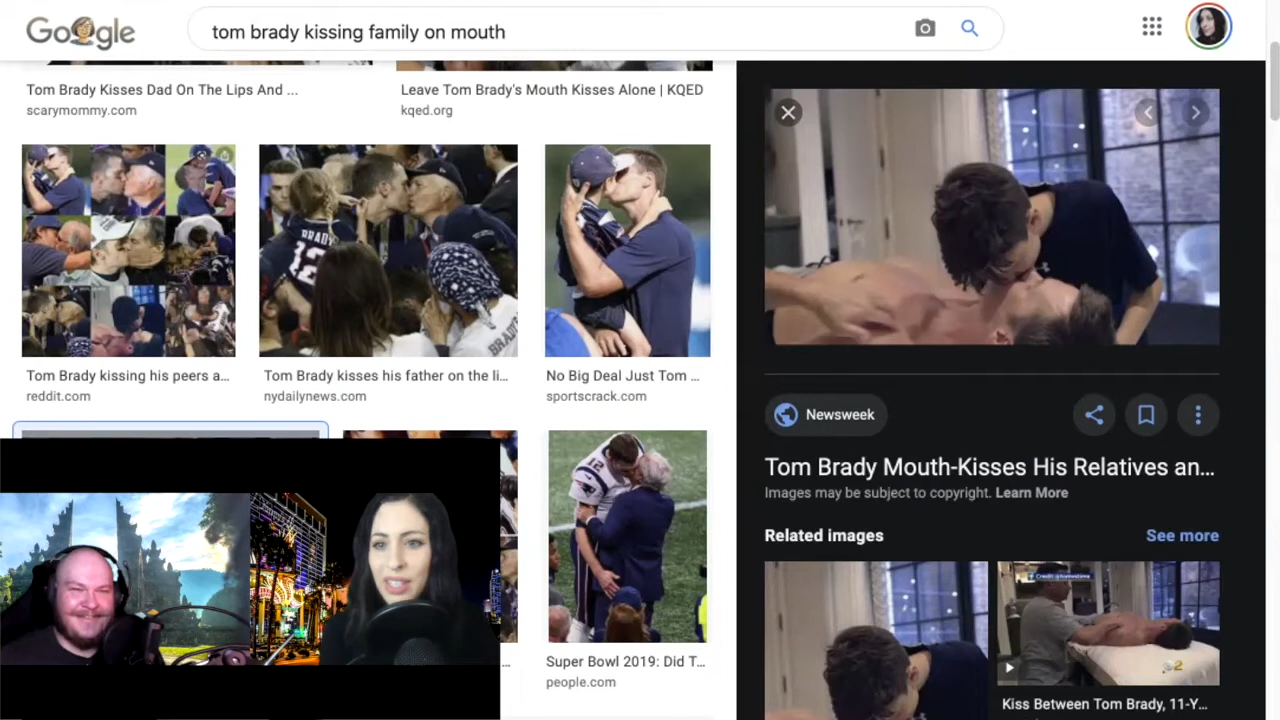 Google
tom brady kissing family on mouth
Tom Brady Kisses Dad On The Lips And ...
scarymommy.com
Leave Tom Brady's Mouth Kisses Alone | KQED
kqed.org
BRADY
12
BRADY
Tom Brady kissing his peers a...
reddit.com
Tom Brady kisses his father on the li...
nydailynews.com
No Big Deal Just Tom ...
sportscrack.com
12
Super Bowl 2019: Did T...
people.com
Newsweek
Tom Brady Mouth-Kisses His Relatives an...
Images may be subject to copyright. Learn More
Related images
See more
Kiss Between Tom Brady, 11-Y...